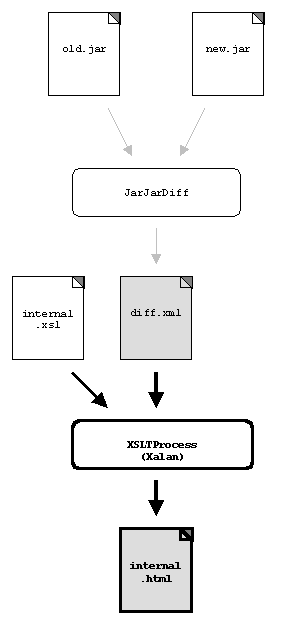 old.jar
new.jar
JarJarDiff
internal
.xsl
diff.xml
XSLTProcess
(Xalan)
internal
.html